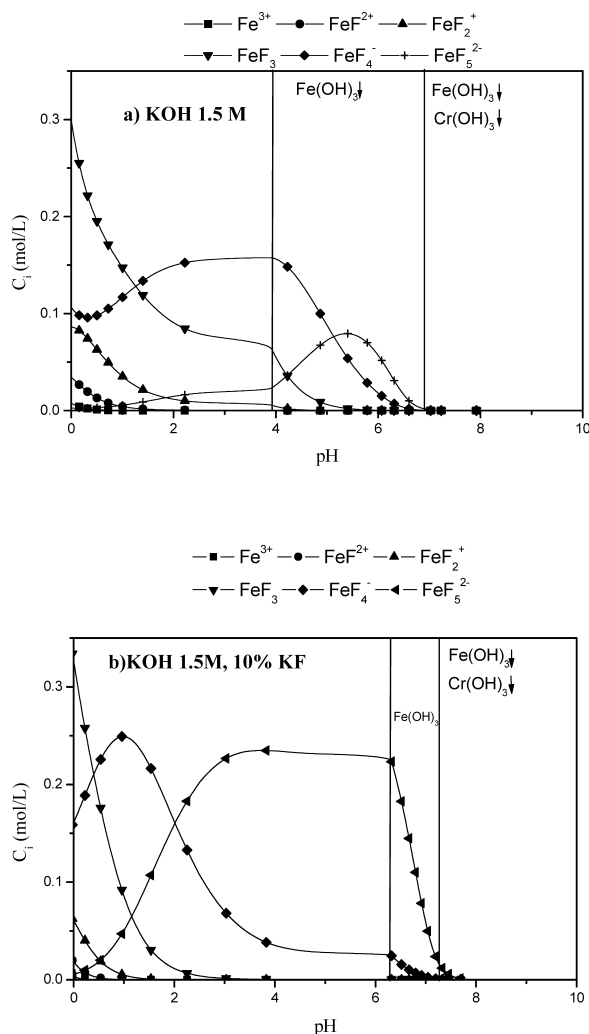 Fe³⁺ FeF²⁺ FeF₂⁺
FeF₃ FeF₄⁻ FeF₅²⁻
a) KOH 1.5 M
Fe(OH)₃↓
Fe(OH)₃↓
Cr(OH)₃↓
0.3
0.2
0.1
0.0
Cᵢ (mol/L)
0 2 4 6 8 10
pH
Fe³⁺ FeF²⁺ FeF₂⁺
FeF₃ FeF₄⁻ FeF₅²⁻
b)KOH 1.5M, 10% KF
Fe(OH)₃
Fe(OH)₃↓
Cr(OH)₃↓
0.3
0.2
0.1
0.0
Cᵢ (mol/L)
0 2 4 6 8 10
pH